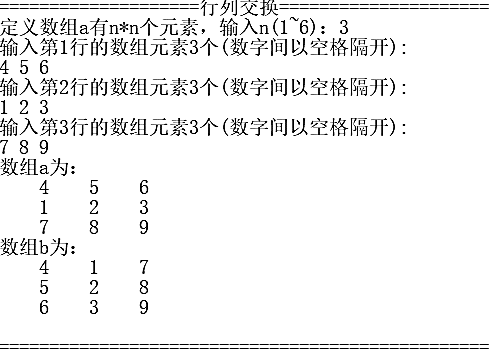 ====================行列交换=====================
定义数组a有n*n个元素，输入n(1~6)：3
输入第1行的数组元素3个(数字间以空格隔开):
4 5 6
输入第2行的数组元素3个(数字间以空格隔开):
1 2 3
输入第3行的数组元素3个(数字间以空格隔开):
7 8 9
数组a为：
    4    5    6
    1    2    3
    7    8    9
数组b为：
    4    1    7
    5    2    8
    6    3    9
=================================================